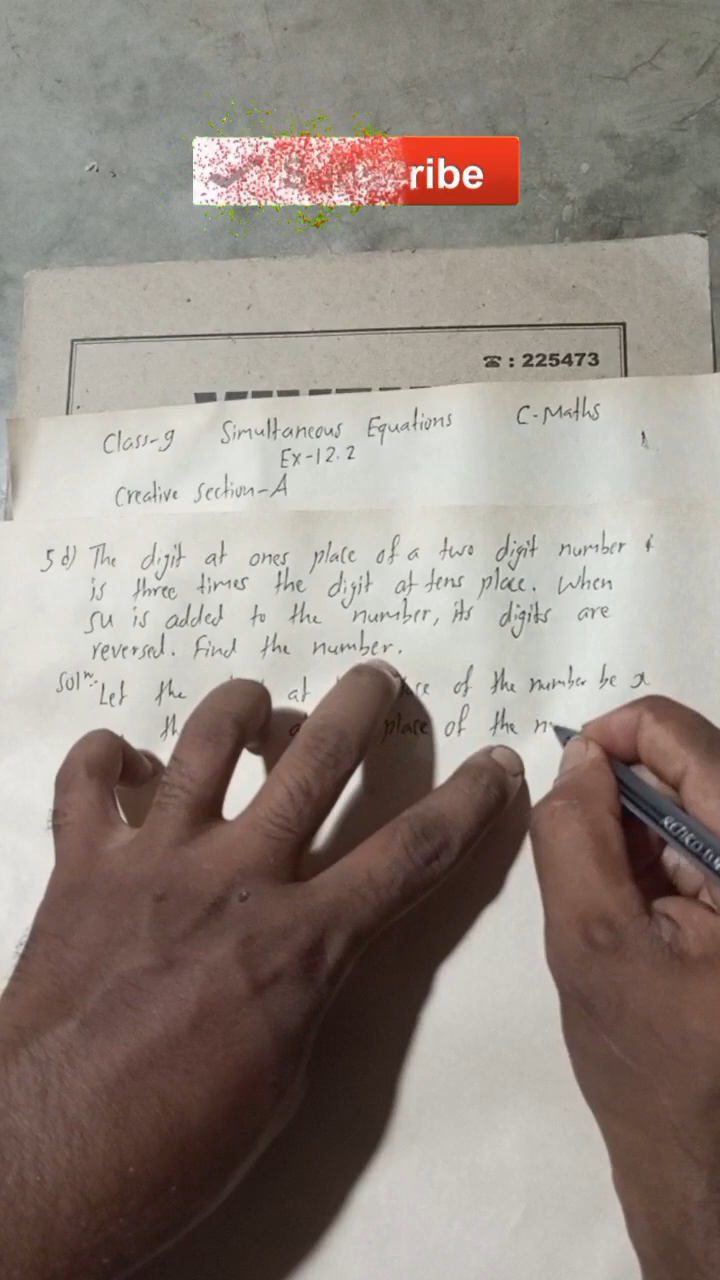 ribe
☎ : 225473
Class-9 Simultaneous Equations C-Maths
Ex-12.2
Creative Section-A
5 d) The digit at ones place of a two digit number
is three times the digit at tens place. When
54 is added to the number, its digits are
reversed. Find the number.
Solⁿ. Let the at of the number be x
place of the